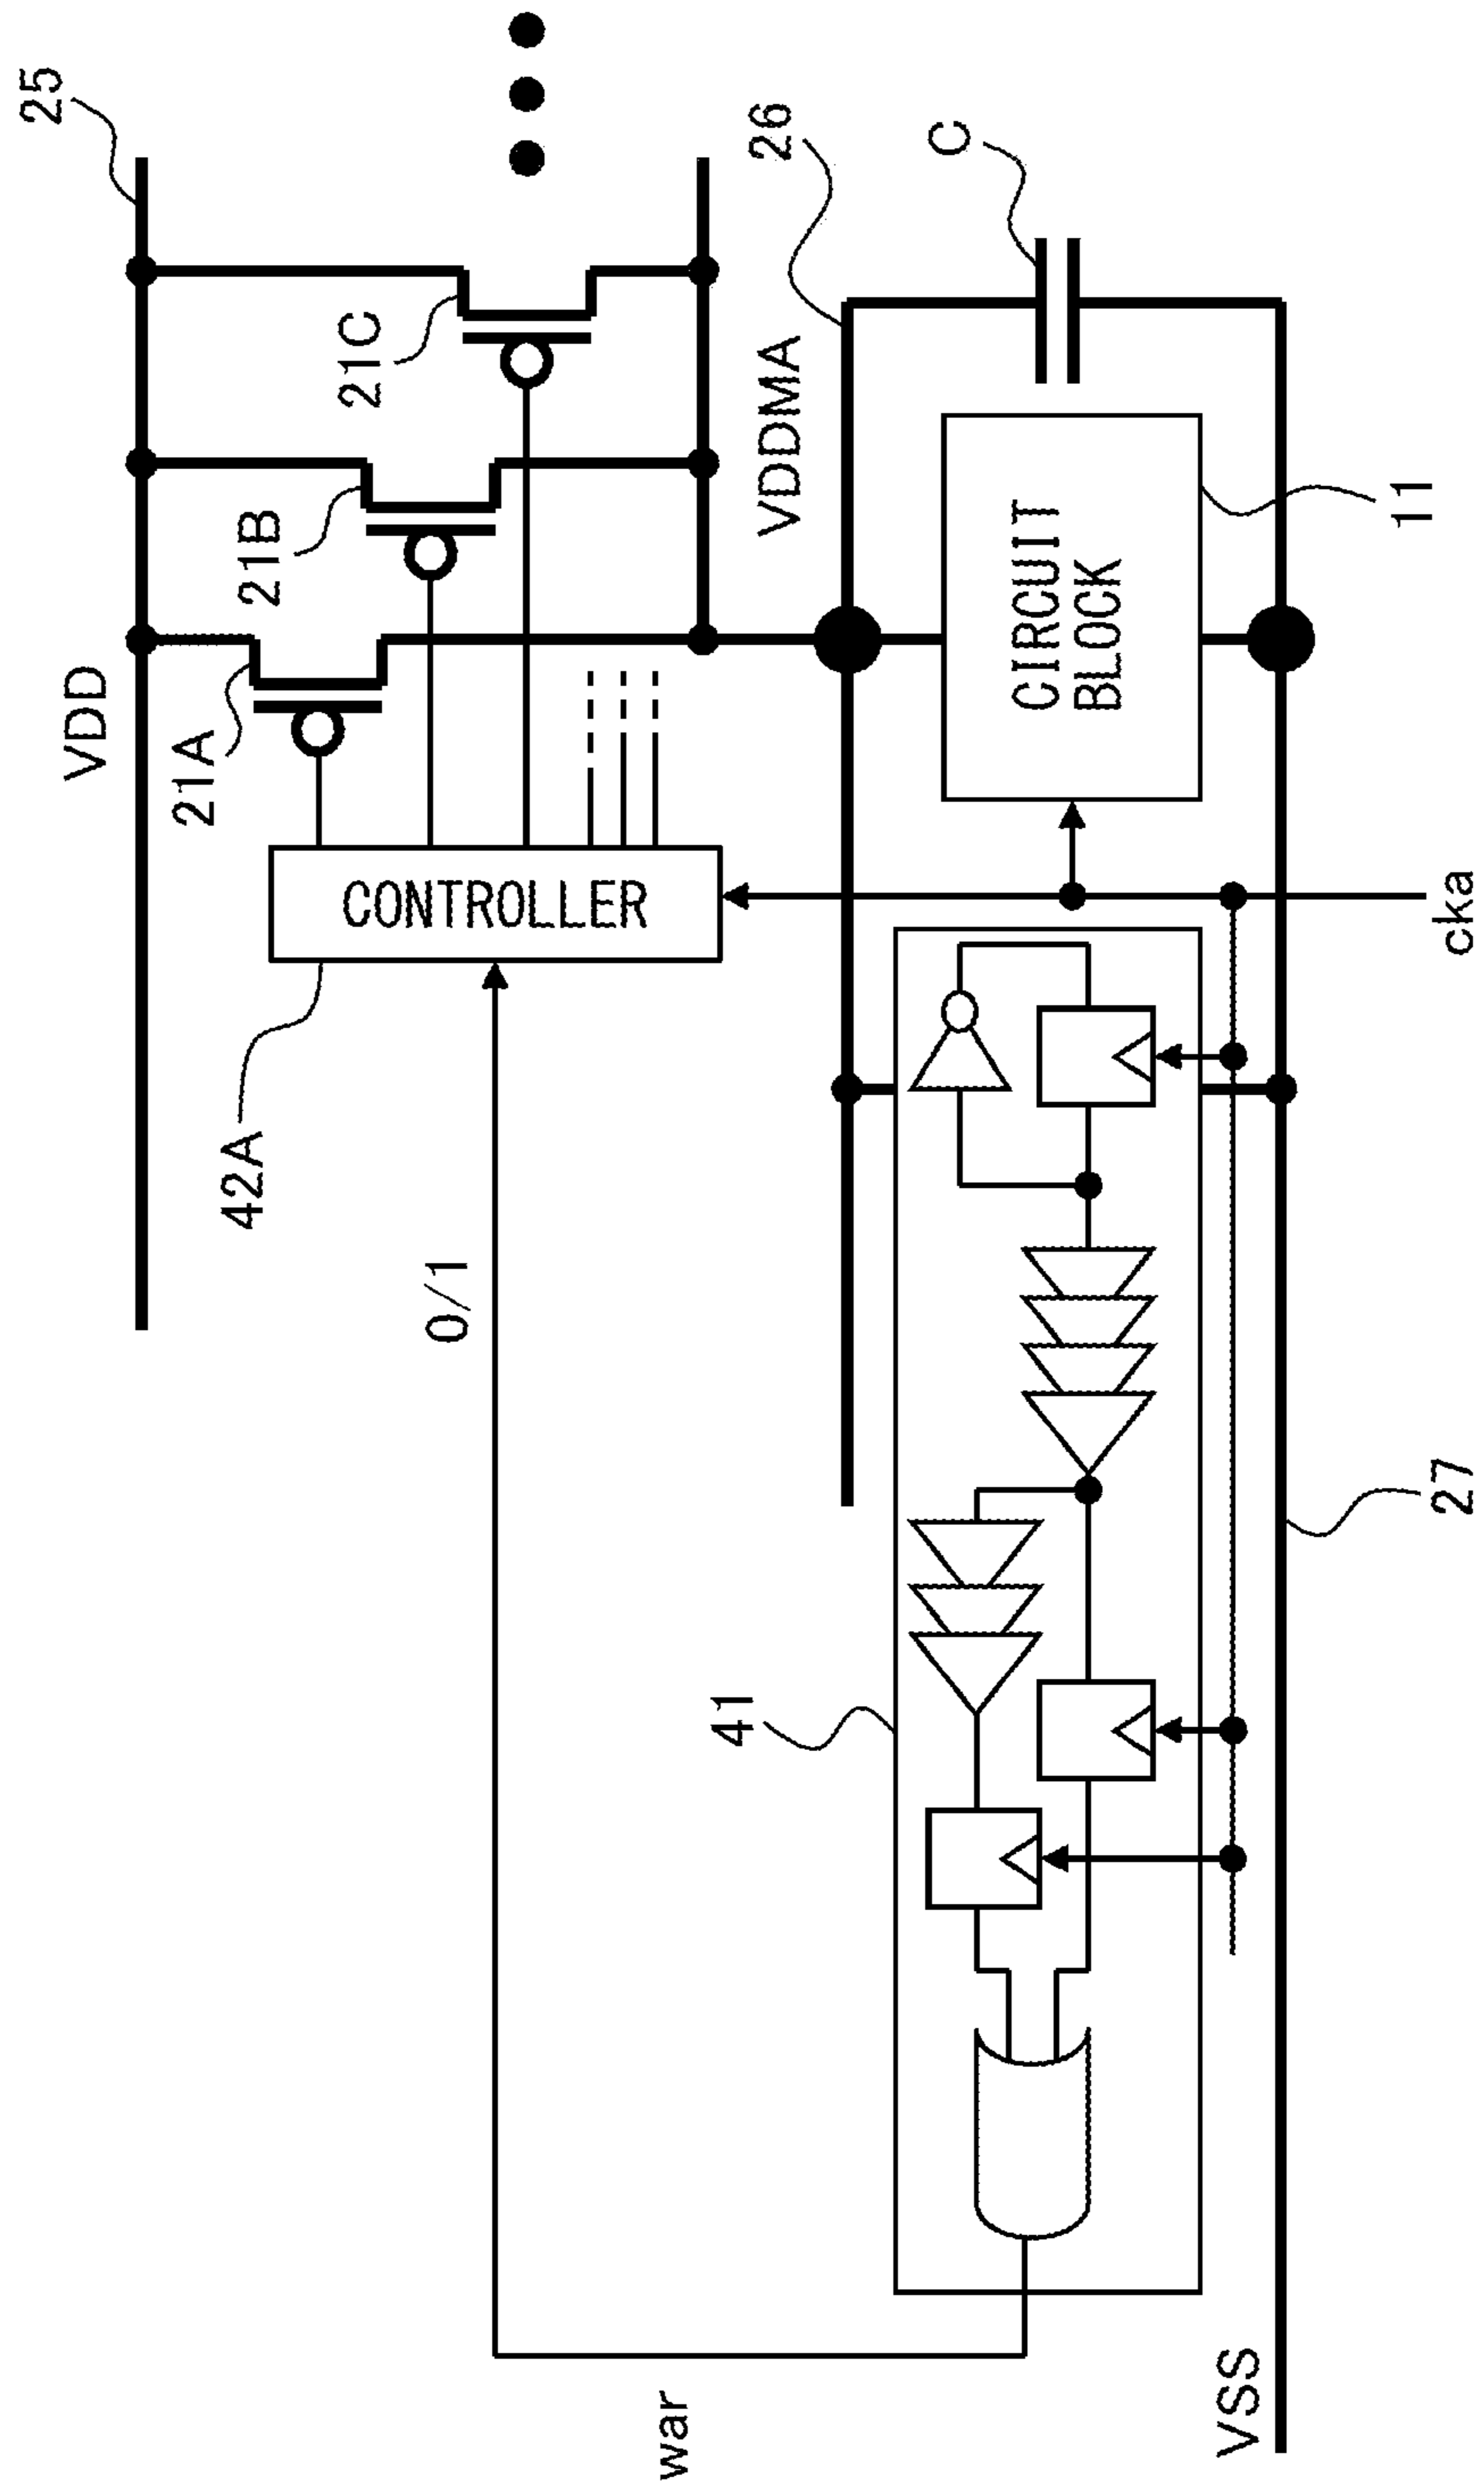 VDD
25
21A
21B
21C
42A
CONTROLLER
0/1
VDDMA
26
C
41
CIRCUIT
BLOCK
11
war
cka
VSS
27